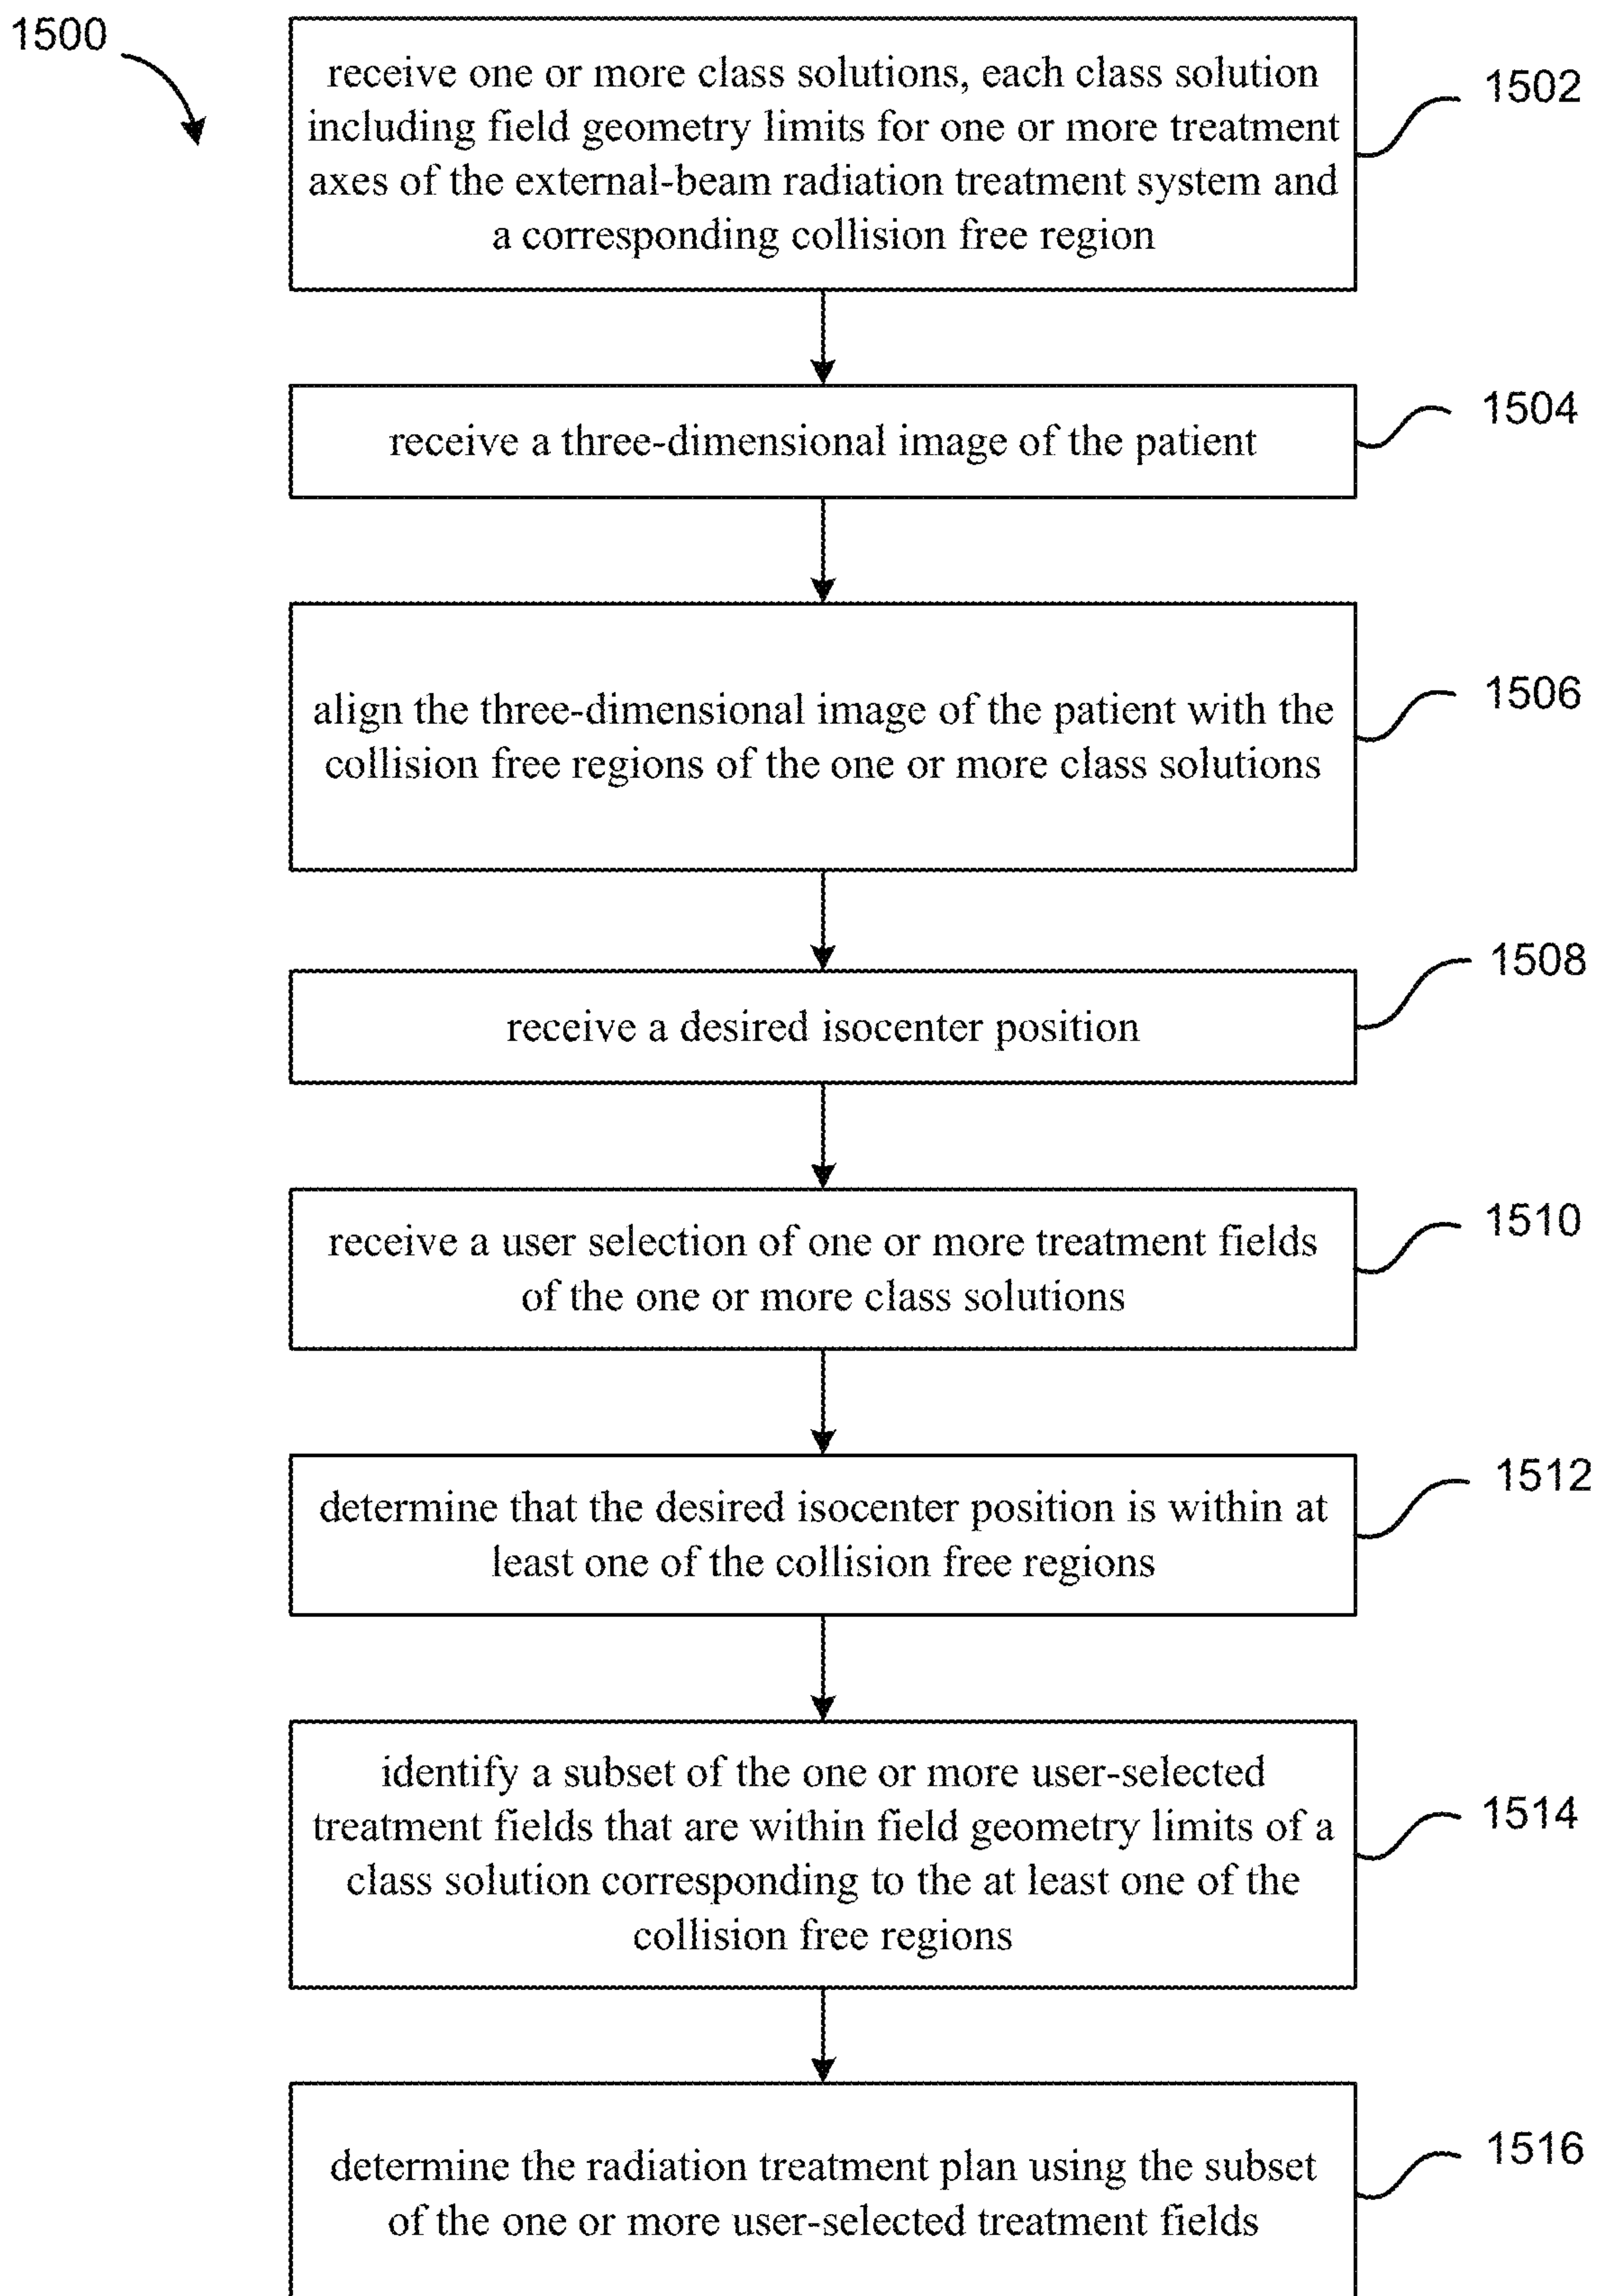 1500
receive one or more class solutions, each class solution
including field geometry limits for one or more treatment
axes of the external-beam radiation treatment system and
a corresponding collision free region
1502
receive a three-dimensional image of the patient
1504
align the three-dimensional image of the patient with the
collision free regions of the one or more class solutions
1506
receive a desired isocenter position
1508
receive a user selection of one or more treatment fields
of the one or more class solutions
1510
determine that the desired isocenter position is within at
least one of the collision free regions
1512
identify a subset of the one or more user-selected
treatment fields that are within field geometry limits of a
class solution corresponding to the at least one of the
collision free regions
1514
determine the radiation treatment plan using the subset
of the one or more user-selected treatment fields
1516